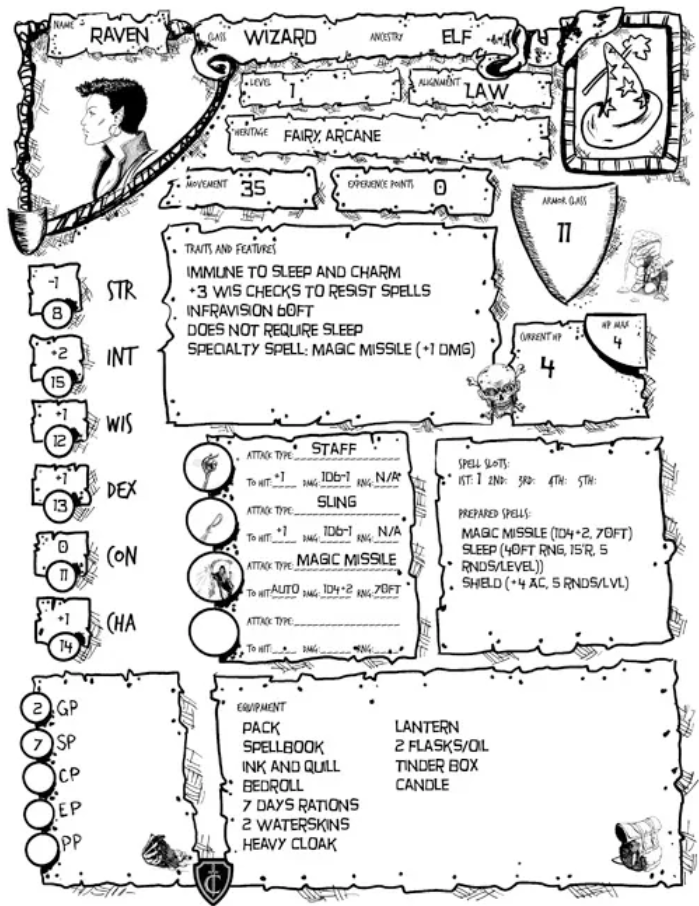 NAME RAVEN
CLASS WIZARD ANCESTRY ELF
LEVEL 1 ALIGNMENT LAW
HERITAGE FAIRY, ARCANE
MOVEMENT 35 EXPERIENCE POINTS 0
ARMOR CLASS
11
TRAITS AND FEATURES
IMMUNE TO SLEEP AND CHARM
+3 WIS CHECKS TO RESIST SPELLS
INFRAVISION 60FT
DOES NOT REQUIRE SLEEP
SPECIALTY SPELL: MAGIC MISSILE (+1 DMG)
CURRENT HP 4
HP MAX 4
-1 STR
8
+2 INT
15
+1 WIS
12
+1 DEX
13
0 CON
11
+1 CHA
14
ATTACK TYPE: STAFF
TO HIT: +1 DMG: 1D6-1 RNG: N/A
ATTACK TYPE: SLING
TO HIT: +1 DMG: 1D6-1 RNG: N/A
ATTACK TYPE: MAGIC MISSILE
TO HIT: AUTO DMG: 1D4+2 RNG: 70FT
ATTACK TYPE:
TO HIT: DMG: RNG:
SPELL SLOTS:
1ST: 1 2ND: 3RD: 4TH: 5TH:
PREPARED SPELLS:
MAGIC MISSILE (1D4+2, 70FT)
SLEEP (40FT RNG, 15'R, 5
RNDS/LEVEL))
SHIELD (+4 AC, 5 RNDS/LVL)
2 GP
7 SP
CP
EP
PP
EQUIPMENT
PACK
SPELLBOOK
INK AND QUILL
BEDROLL
7 DAYS RATIONS
2 WATERSKINS
HEAVY CLOAK
LANTERN
2 FLASKS/OIL
TINDER BOX
CANDLE